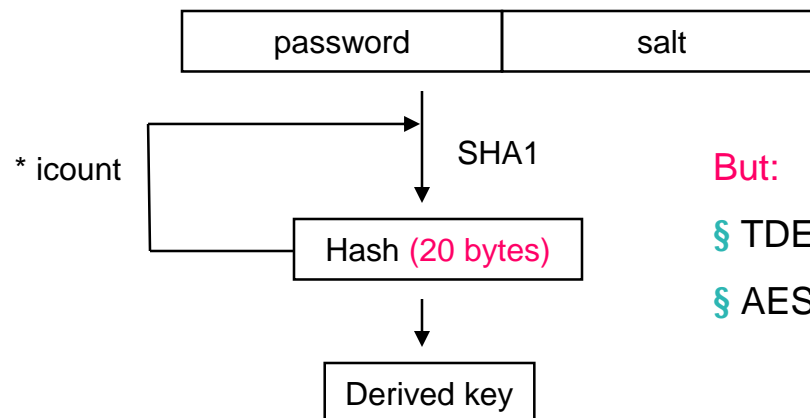 password salt
* icount
SHA1
But:
Hash (20 bytes)
§ TDE
§ AES
Derived key